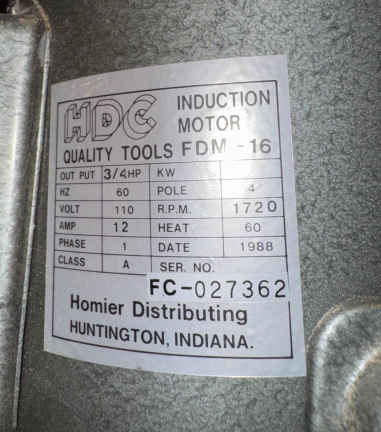 HDC INDUCTION MOTOR
QUALITY TOOLS FDM-16
OUT PUT 3/4HP KW
HZ 60 POLE 4
VOLT 110 R.P.M. 1720
AMP 12 HEAT 60
PHASE 1 DATE 1988
CLASS A SER. NO.
FC-027362
Homier Distributing
HUNTINGTON, INDIANA.